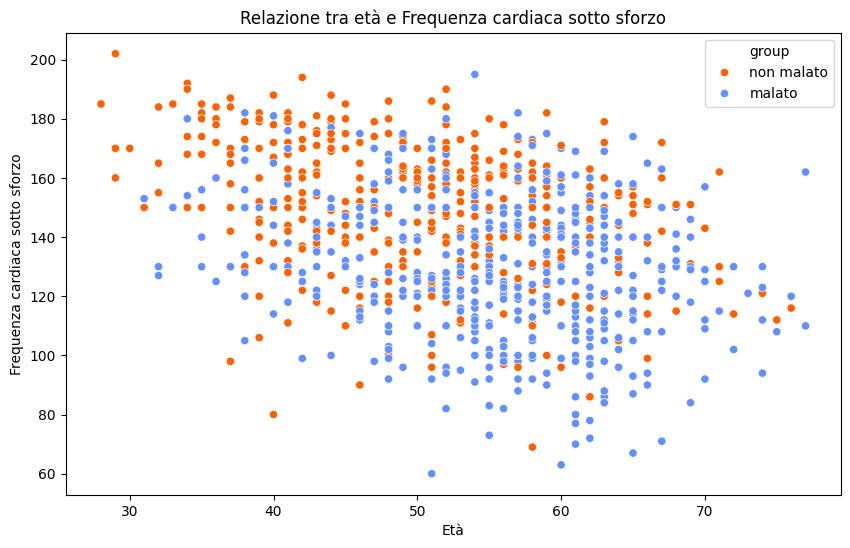 Relazione tra età e Frequenza cardiaca sotto sforzo
group
non malato
malato
Frequenza cardiaca sotto sforzo
200
180
160
140
120
100
80
60
30
40
50
60
70
Età